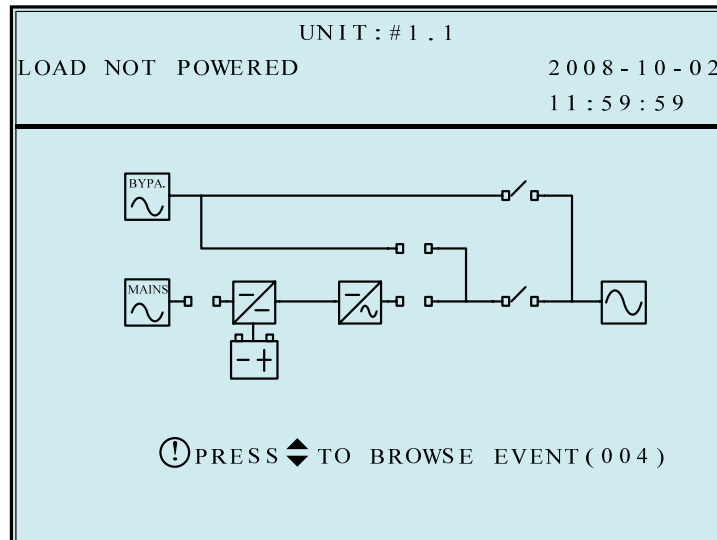 UNIT:#1.1
LOAD NOT POWERED 2008-10-02
11:59:59
BYPA.
MAINS
PRESS TO BROWSE EVENT(004)